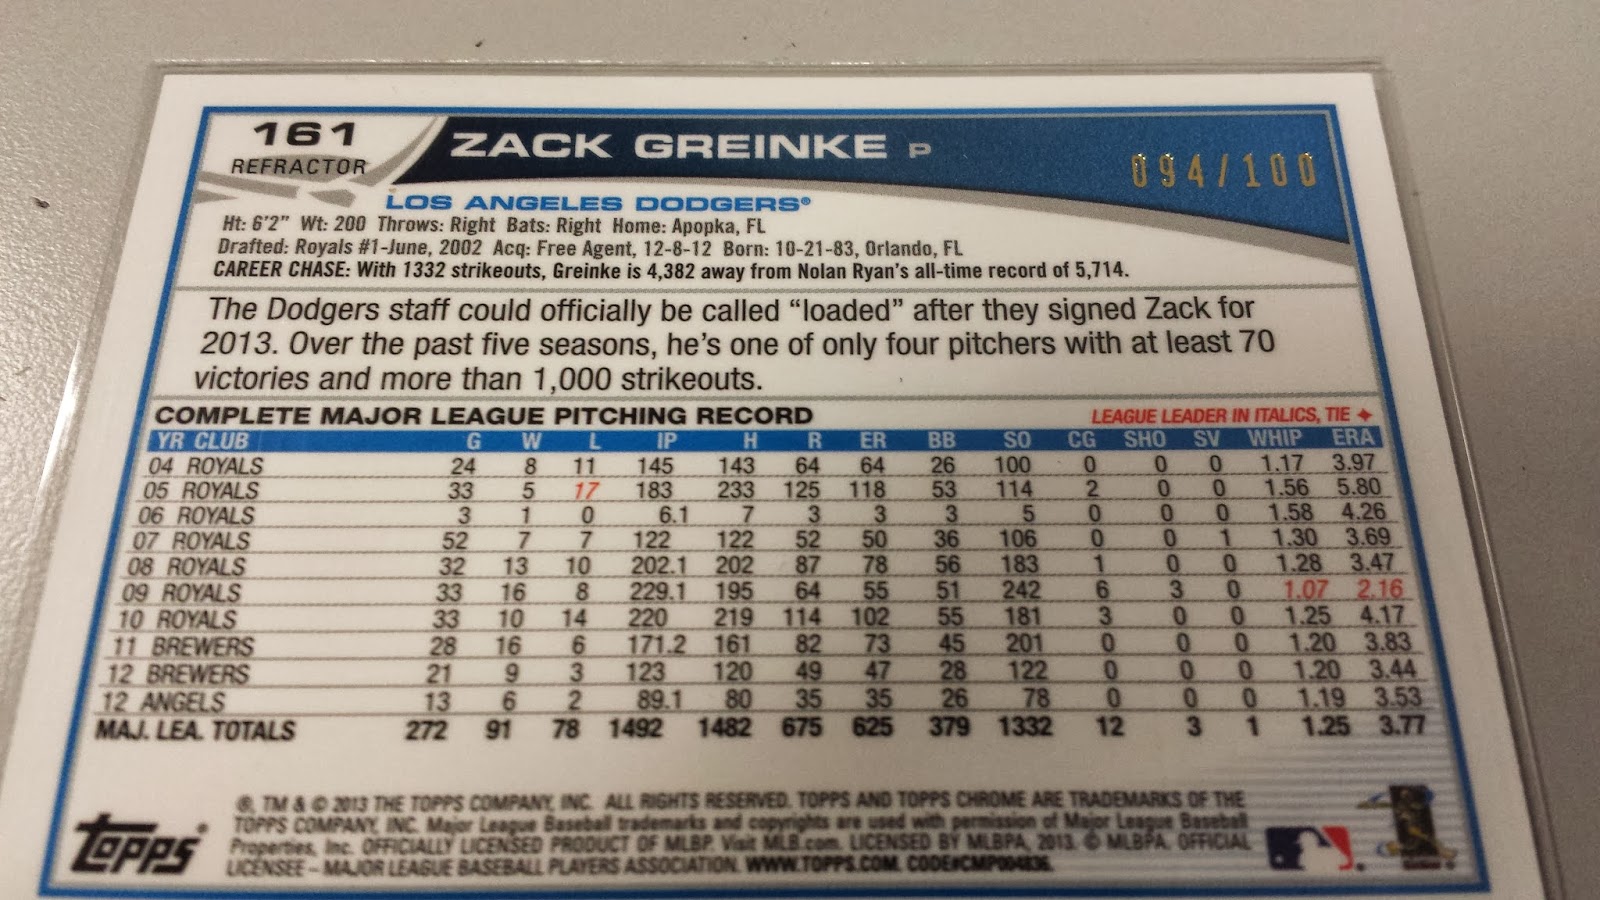 161 ZACK GREINKE P 094/100
REFRACTOR
LOS ANGELES DODGERS®
Ht: 6'2" Wt: 200 Throws: Right Bats: Right Home: Apopka, FL
Drafted: Royals #1-June, 2002 Acq: Free Agent, 12-8-12 Born: 10-21-83, Orlando, FL
CAREER CHASE: With 1332 strikeouts, Greinke is 4,382 away from Nolan Ryan's all-time record of 5,714.
The Dodgers staff could officially be called "loaded" after they signed Zack for
2013. Over the past five seasons, he's one of only four pitchers with at least 70
victories and more than 1,000 strikeouts.
COMPLETE MAJOR LEAGUE PITCHING RECORD LEAGUE LEADER IN ITALICS, TIE ✦
YR CLUB G W L IP H R ER BB SO CG SHO SV WHIP ERA
04 ROYALS 24 8 11 145 143 64 64 26 100 0 0 0 1.17 3.97
05 ROYALS 33 5 17 183 233 125 118 53 114 2 0 0 1.56 5.80
06 ROYALS 3 1 0 6.1 7 3 3 3 5 0 0 0 1.58 4.26
07 ROYALS 52 7 7 122 122 52 50 36 106 0 0 1 1.30 3.69
08 ROYALS 32 13 10 202.1 202 87 78 56 183 1 0 0 1.28 3.47
09 ROYALS 33 16 8 229.1 195 64 55 51 242 6 3 0 1.07 2.16
10 ROYALS 33 10 14 220 219 114 102 55 181 3 0 0 1.25 4.17
11 BREWERS 28 16 6 171.2 161 82 73 45 201 0 0 0 1.20 3.83
12 BREWERS 21 9 3 123 120 49 47 28 122 0 0 0 1.20 3.44
12 ANGELS 13 6 2 89.1 80 35 35 26 78 0 0 0 1.19 3.53
MAJ. LEA. TOTALS 272 91 78 1492 1482 675 625 379 1332 12 3 1 1.25 3.77
®, TM & © 2013 THE TOPPS COMPANY, INC. ALL RIGHTS RESERVED. TOPPS AND TOPPS CHROME ARE TRADEMARKS OF THE
TOPPS COMPANY, INC. Major League Baseball trademarks and copyrights are used with permission of Major League Baseball
Properties, Inc. OFFICIALLY LICENSED PRODUCT OF MLBP. Visit MLB.com. LICENSED BY MLBPA, 2013. © MLBPA. OFFICIAL
LICENSEE – MAJOR LEAGUE BASEBALL PLAYERS ASSOCIATION. WWW.TOPPS.COM. CODE#CMP004836.
Topps®